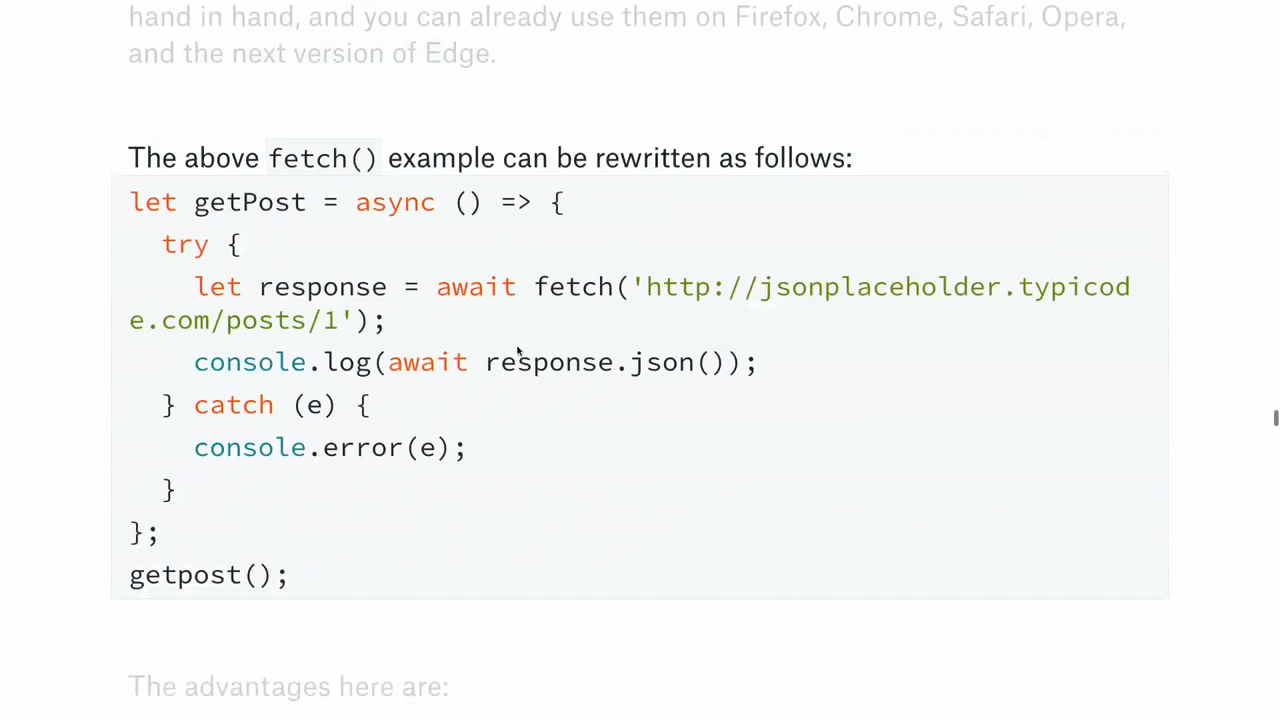 hand in hand, and you can already use them on Firefox, Chrome, Safari, Opera,
and the next version of Edge.
The above fetch() example can be rewritten as follows:
let getPost = async () => {
  try {
    let response = await fetch('http://jsonplaceholder.typicod
e.com/posts/1');
    console.log(await response.json());
  } catch (e) {
    console.error(e);
  }
};
getpost();
The advantages here are: